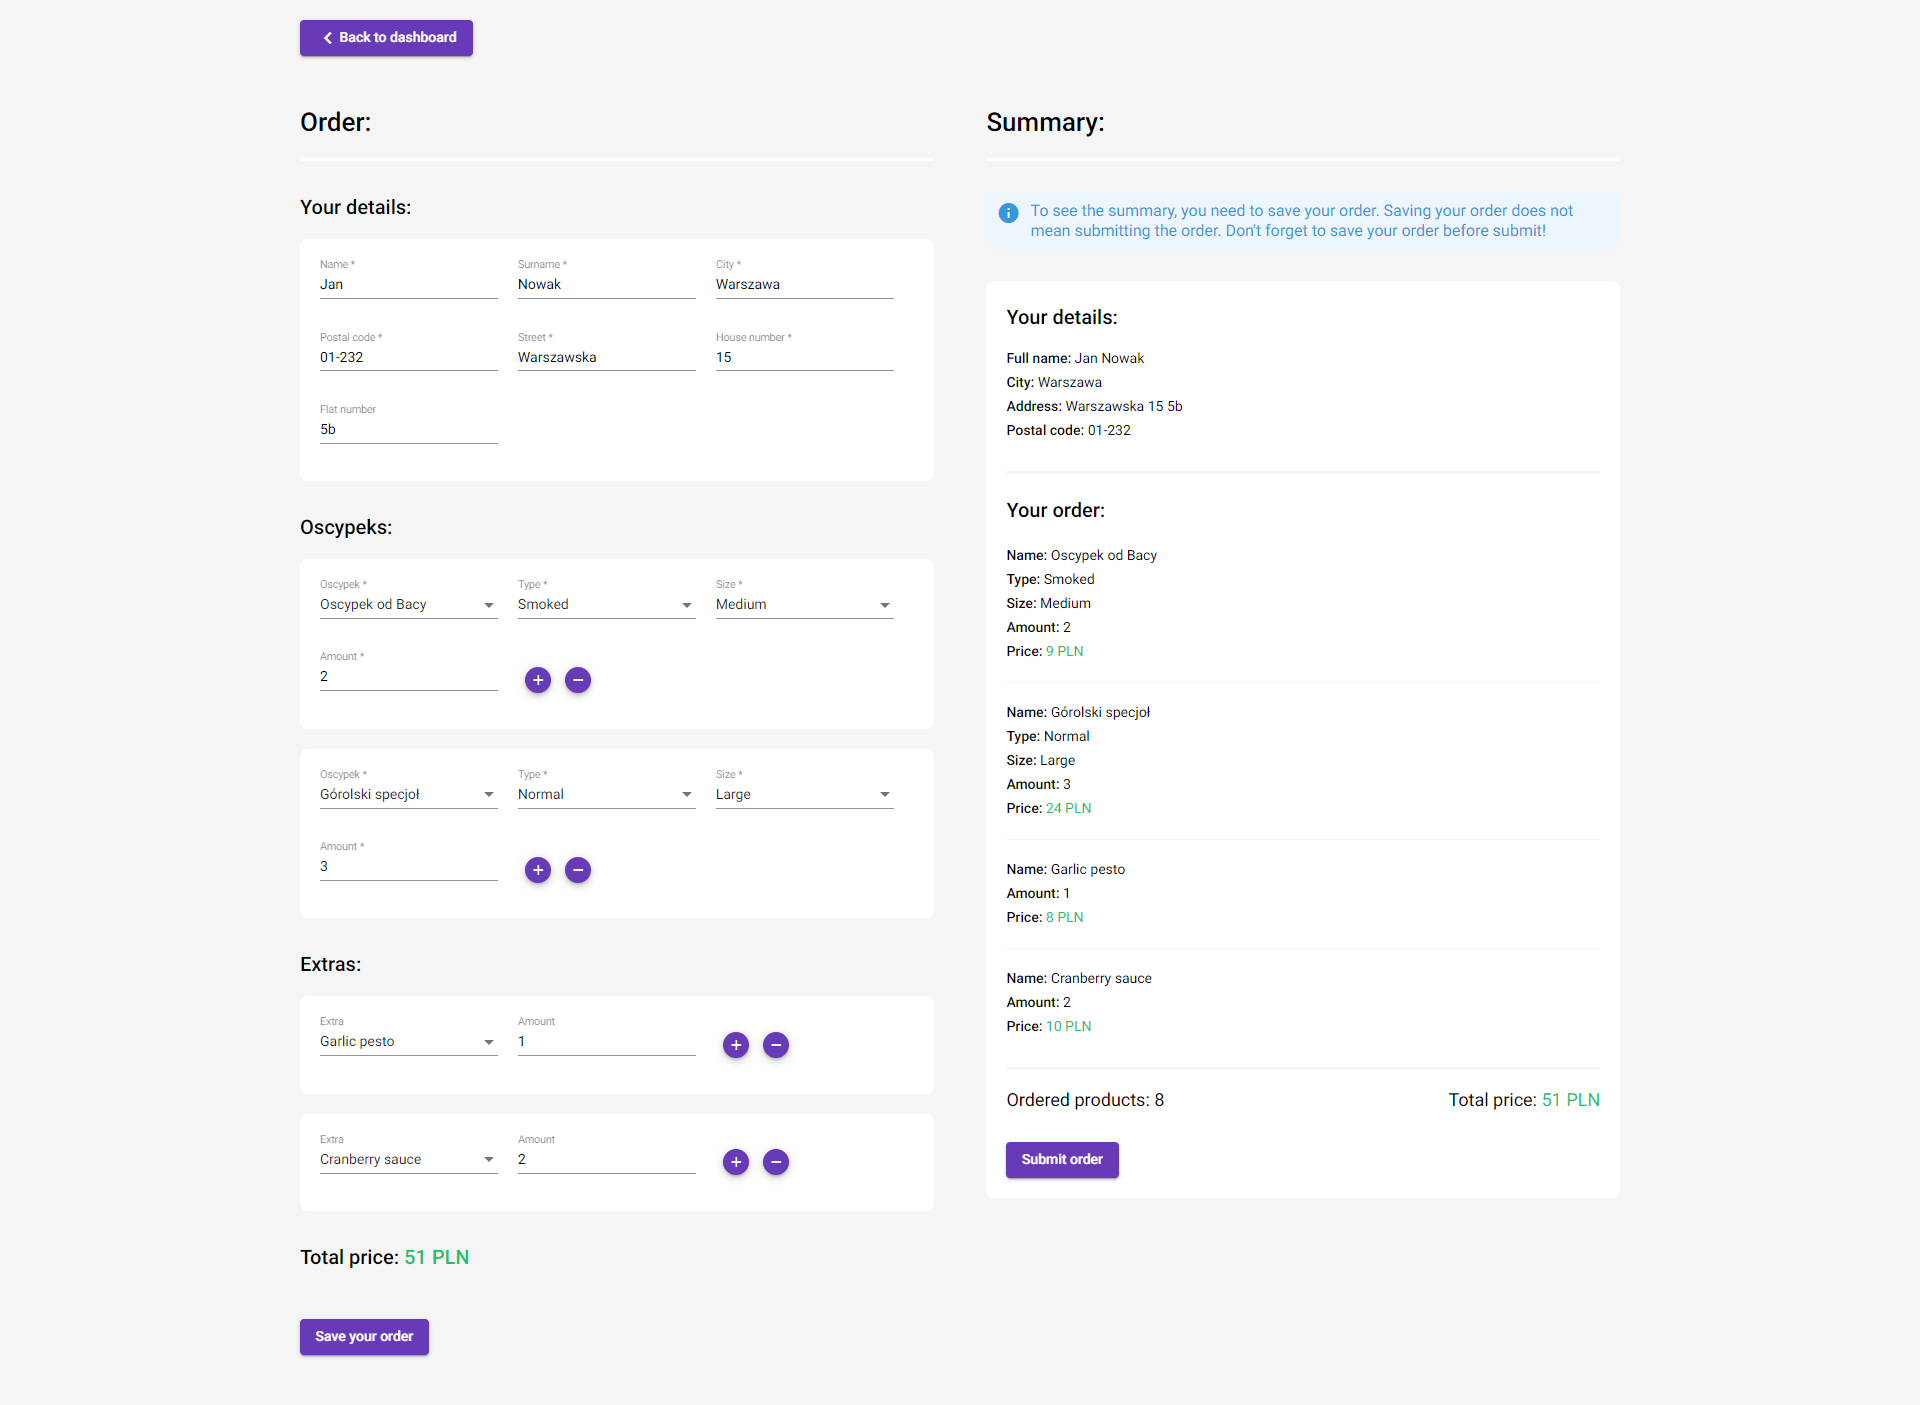 Back to dashboard
Order:
Your details:
Name *
Surname *
City *
Jan
Nowak
Warszawa
Postal code *
Street *
House number *
01-232
Warszawska
15
Flat number
5b
Oscypeks:
Oscypek *
Type *
Size *
Oscypek od Bacy
Smoked
Medium
Amount *
2
Oscypek *
Type *
Size *
Górolski specjoł
Normal
Large
Amount *
3
Extras:
Extra
Amount
Garlic pesto
1
Extra
Amount
Cranberry sauce
2
Total price: 51 PLN
Save your order
Summary:
To see the summary, you need to save your order. Saving your order does not
mean submitting the order. Don't forget to save your order before submit!
Your details:
Full name: Jan Nowak
City: Warszawa
Address: Warszawska 15 5b
Postal code: 01-232
Your order:
Name: Oscypek od Bacy
Type: Smoked
Size: Medium
Amount: 2
Price: 9 PLN
Name: Górolski specjoł
Type: Normal
Size: Large
Amount: 3
Price: 24 PLN
Name: Garlic pesto
Amount: 1
Price: 8 PLN
Name: Cranberry sauce
Amount: 2
Price: 10 PLN
Ordered products: 8
Total price: 51 PLN
Submit order